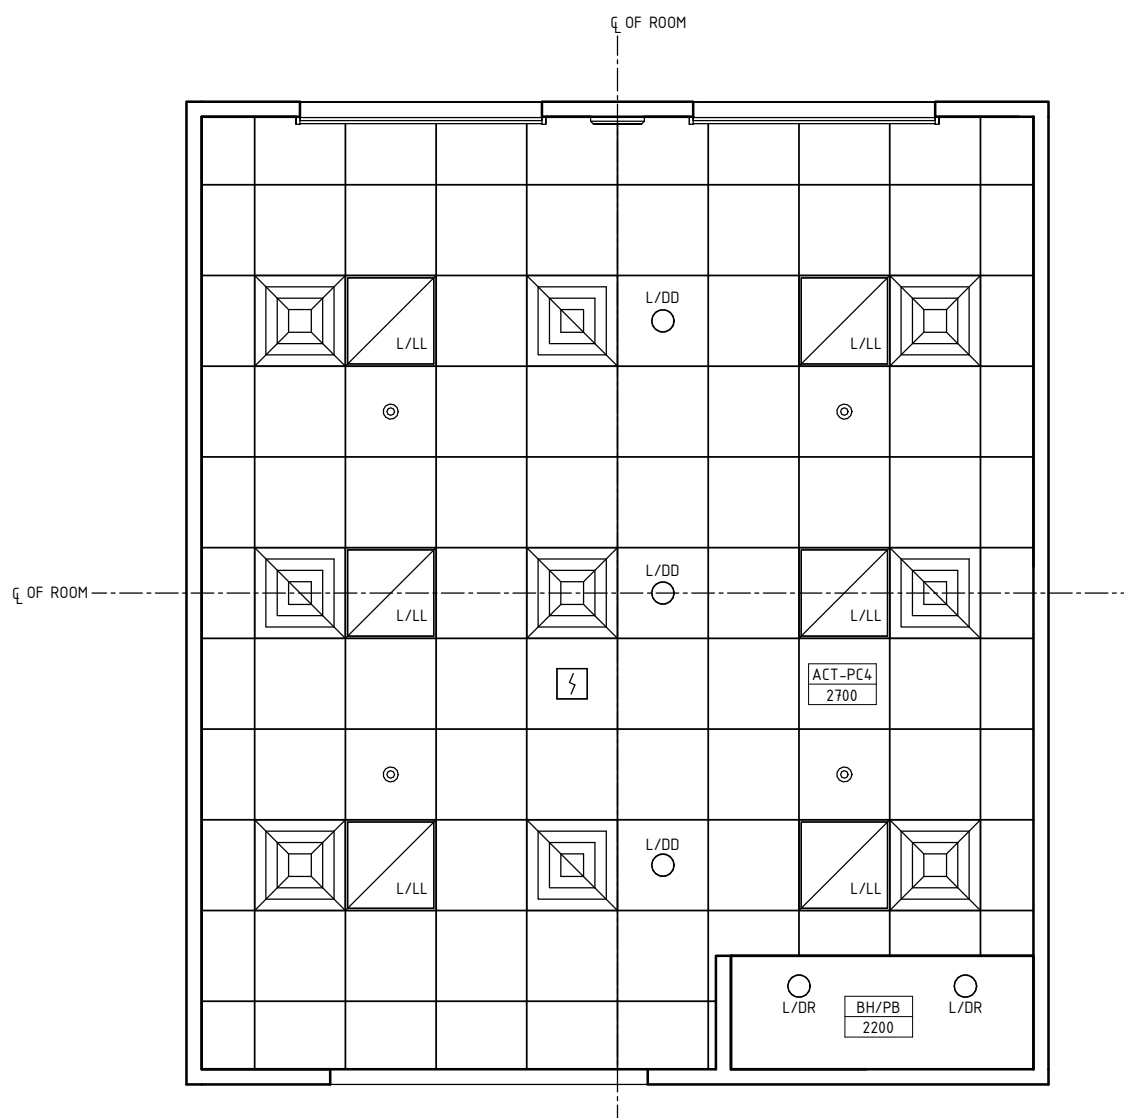 ℄ OF ROOM
L/DD
L/LL
L/LL
L/DD
℄ OF ROOM
L/LL
L/LL
ACT-PC4
2700
L/DD
L/LL
L/LL
L/DR
BH/PB
L/DR
2200